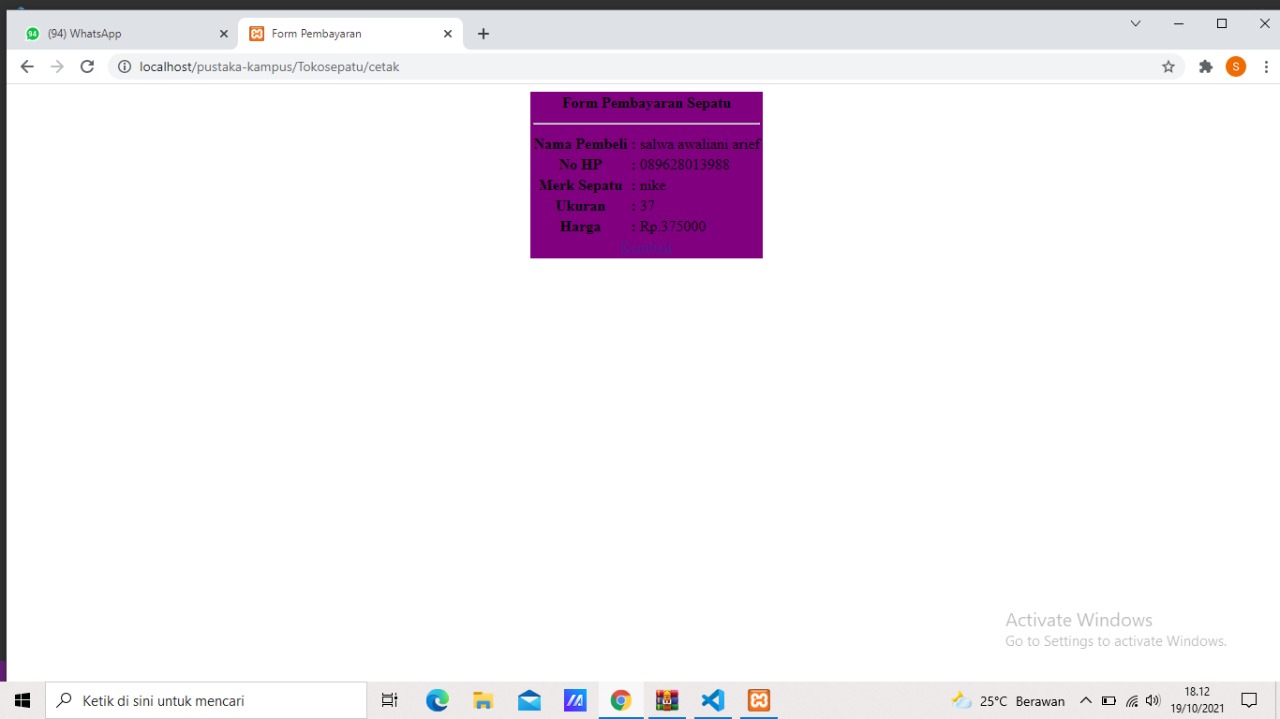 (94) WhatsApp
Form Pembayaran
localhost/pustaka-kampus/Tokosepatu/cetak
S
Form Pembayaran Sepatu
Nama Pembeli : salwa awaliani arief
No HP : 089628013988
Merk Sepatu : nike
Ukuran : 37
Harga : Rp.375000
Kembali
Activate Windows
Go to Settings to activate Windows.
Ketik di sini untuk mencari
25°C Berawan
18.12
19/10/2021